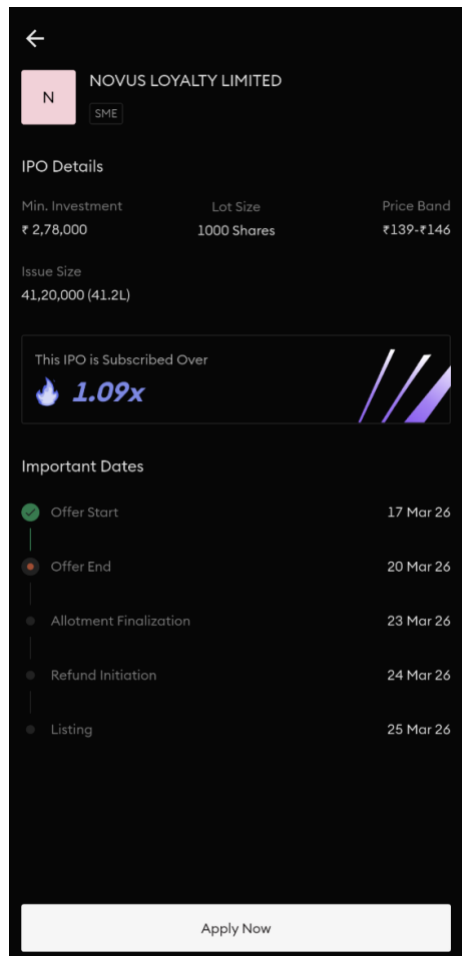 NOVUS LOYALTY LIMITED
N
SME
IPO Details
Min. Investment Lot Size Price Band
₹ 2,78,000 1000 Shares ₹139-₹146
Issue Size
41,20,000 (41.2L)
This IPO is Subscribed Over
1.09x
Important Dates
Offer Start 17 Mar 26
Offer End 20 Mar 26
Allotment Finalization 23 Mar 26
Refund Initiation 24 Mar 26
Listing 25 Mar 26
Apply Now